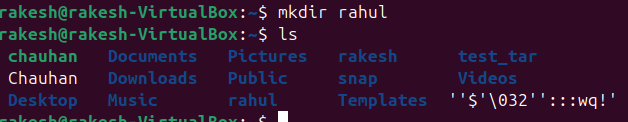 rakesh@rakesh-VirtualBox:~$ mkdir rahul
rakesh@rakesh-VirtualBox:~$ ls
chauhan Documents Pictures rakesh test_tar
Chauhan Downloads Public snap Videos
Desktop Music rahul Templates ''$'\032''':::wq!'
rakesh@rakesh-VirtualBox:~$